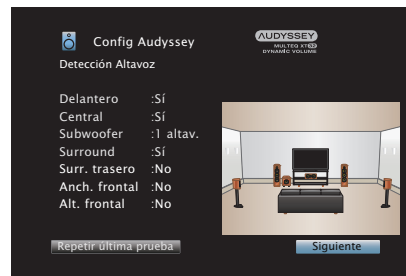 Config Audyssey
AUDYSSEY
MULTEQ XT32
DYNAMIC VOLUME
Detección Altavoz
Delantero :Sí
Central :Sí
Subwoofer :1 altav.
Surround :Sí
Surr. trasero :No
Anch. frontal :No
Alt. frontal :No
Repetir última prueba
Siguiente